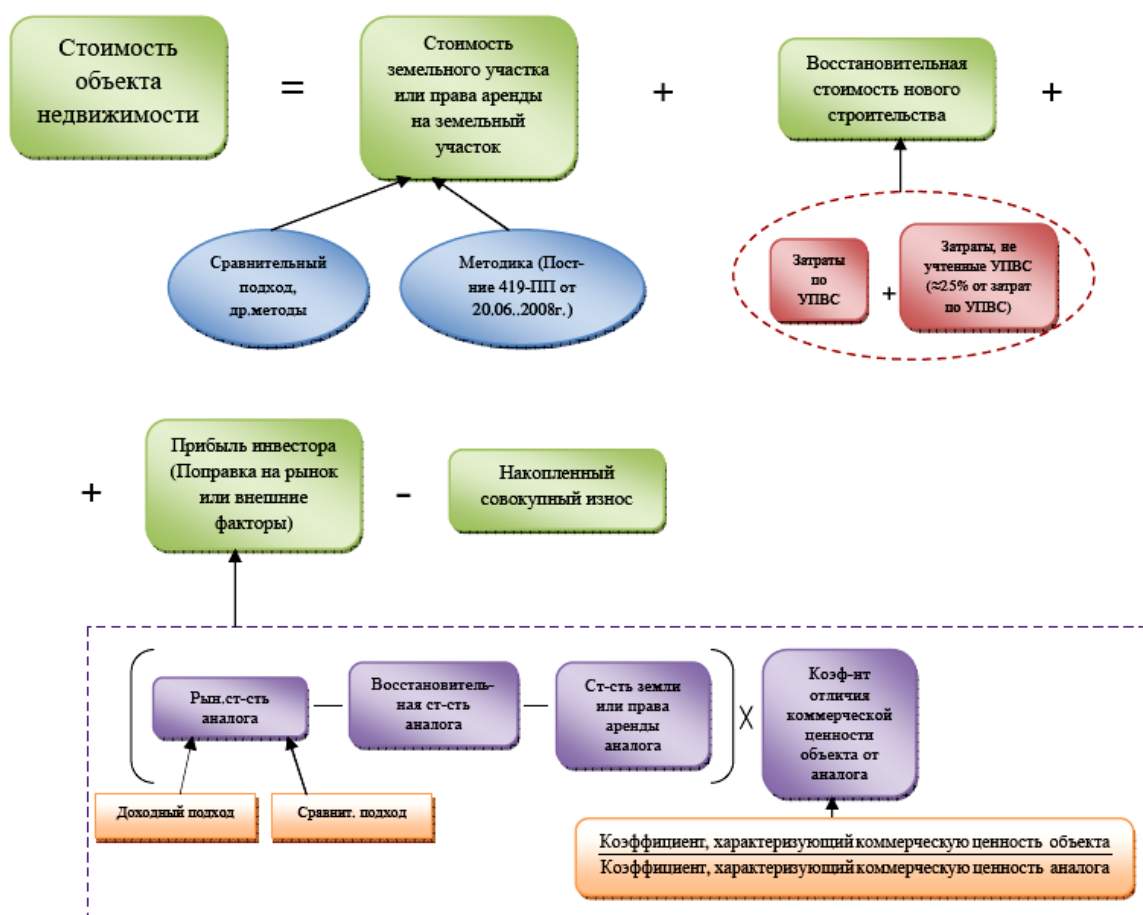 Стоимость
объекта
недвижимости
=
Стоимость
земельного участка
или права аренды
на земельный
участок
+
Восстановительная
стоимость нового
строительства
+
Сравнительный
подход,
др.методы
Методика (Пост-
ние 419-ПП от
20.06..2008г.)
Затраты
по
УПВС
+
Затраты, не
учтенные УПВС
(≈25% от затрат
по УПВС)
+
Прибыль инвестора
(Поправка на рынок
или внешние
факторы)
-
Накопленный
совокупный износ
Рын.ст-сть
аналога
—
Восстановитель-
ная ст-сть
аналога
—
Ст-сть земли
или права
аренды
аналога
X
Коэф-нт
отличия
коммерческой
ценности
объекта от
аналога
Доходный подход
Сравнит. подход
Коэффициент, характеризующий коммерческую ценность объекта
Коэффициент, характеризующий коммерческую ценность аналога